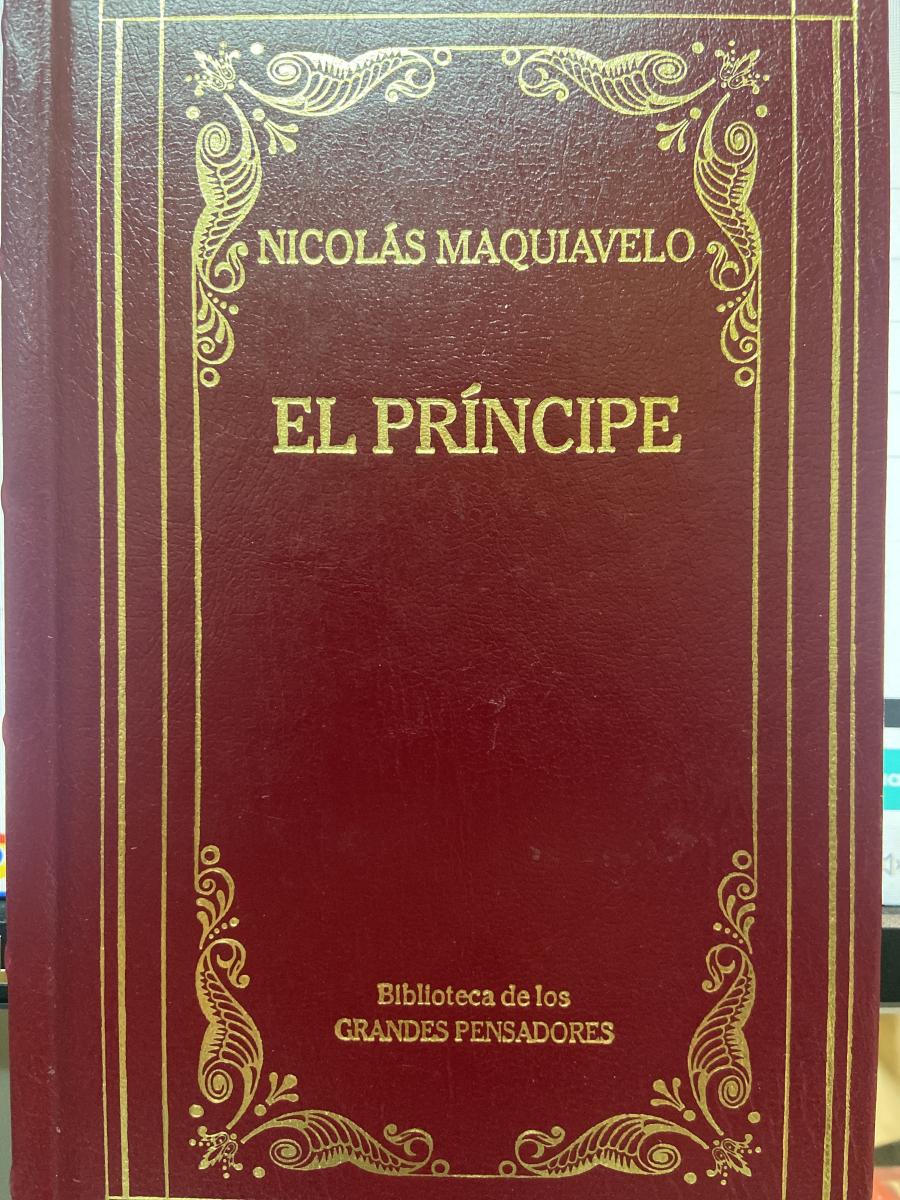 NICOLÁS MAQUIAVELO
EL PRÍNCIPE
Biblioteca de los
GRANDES PENSADORES